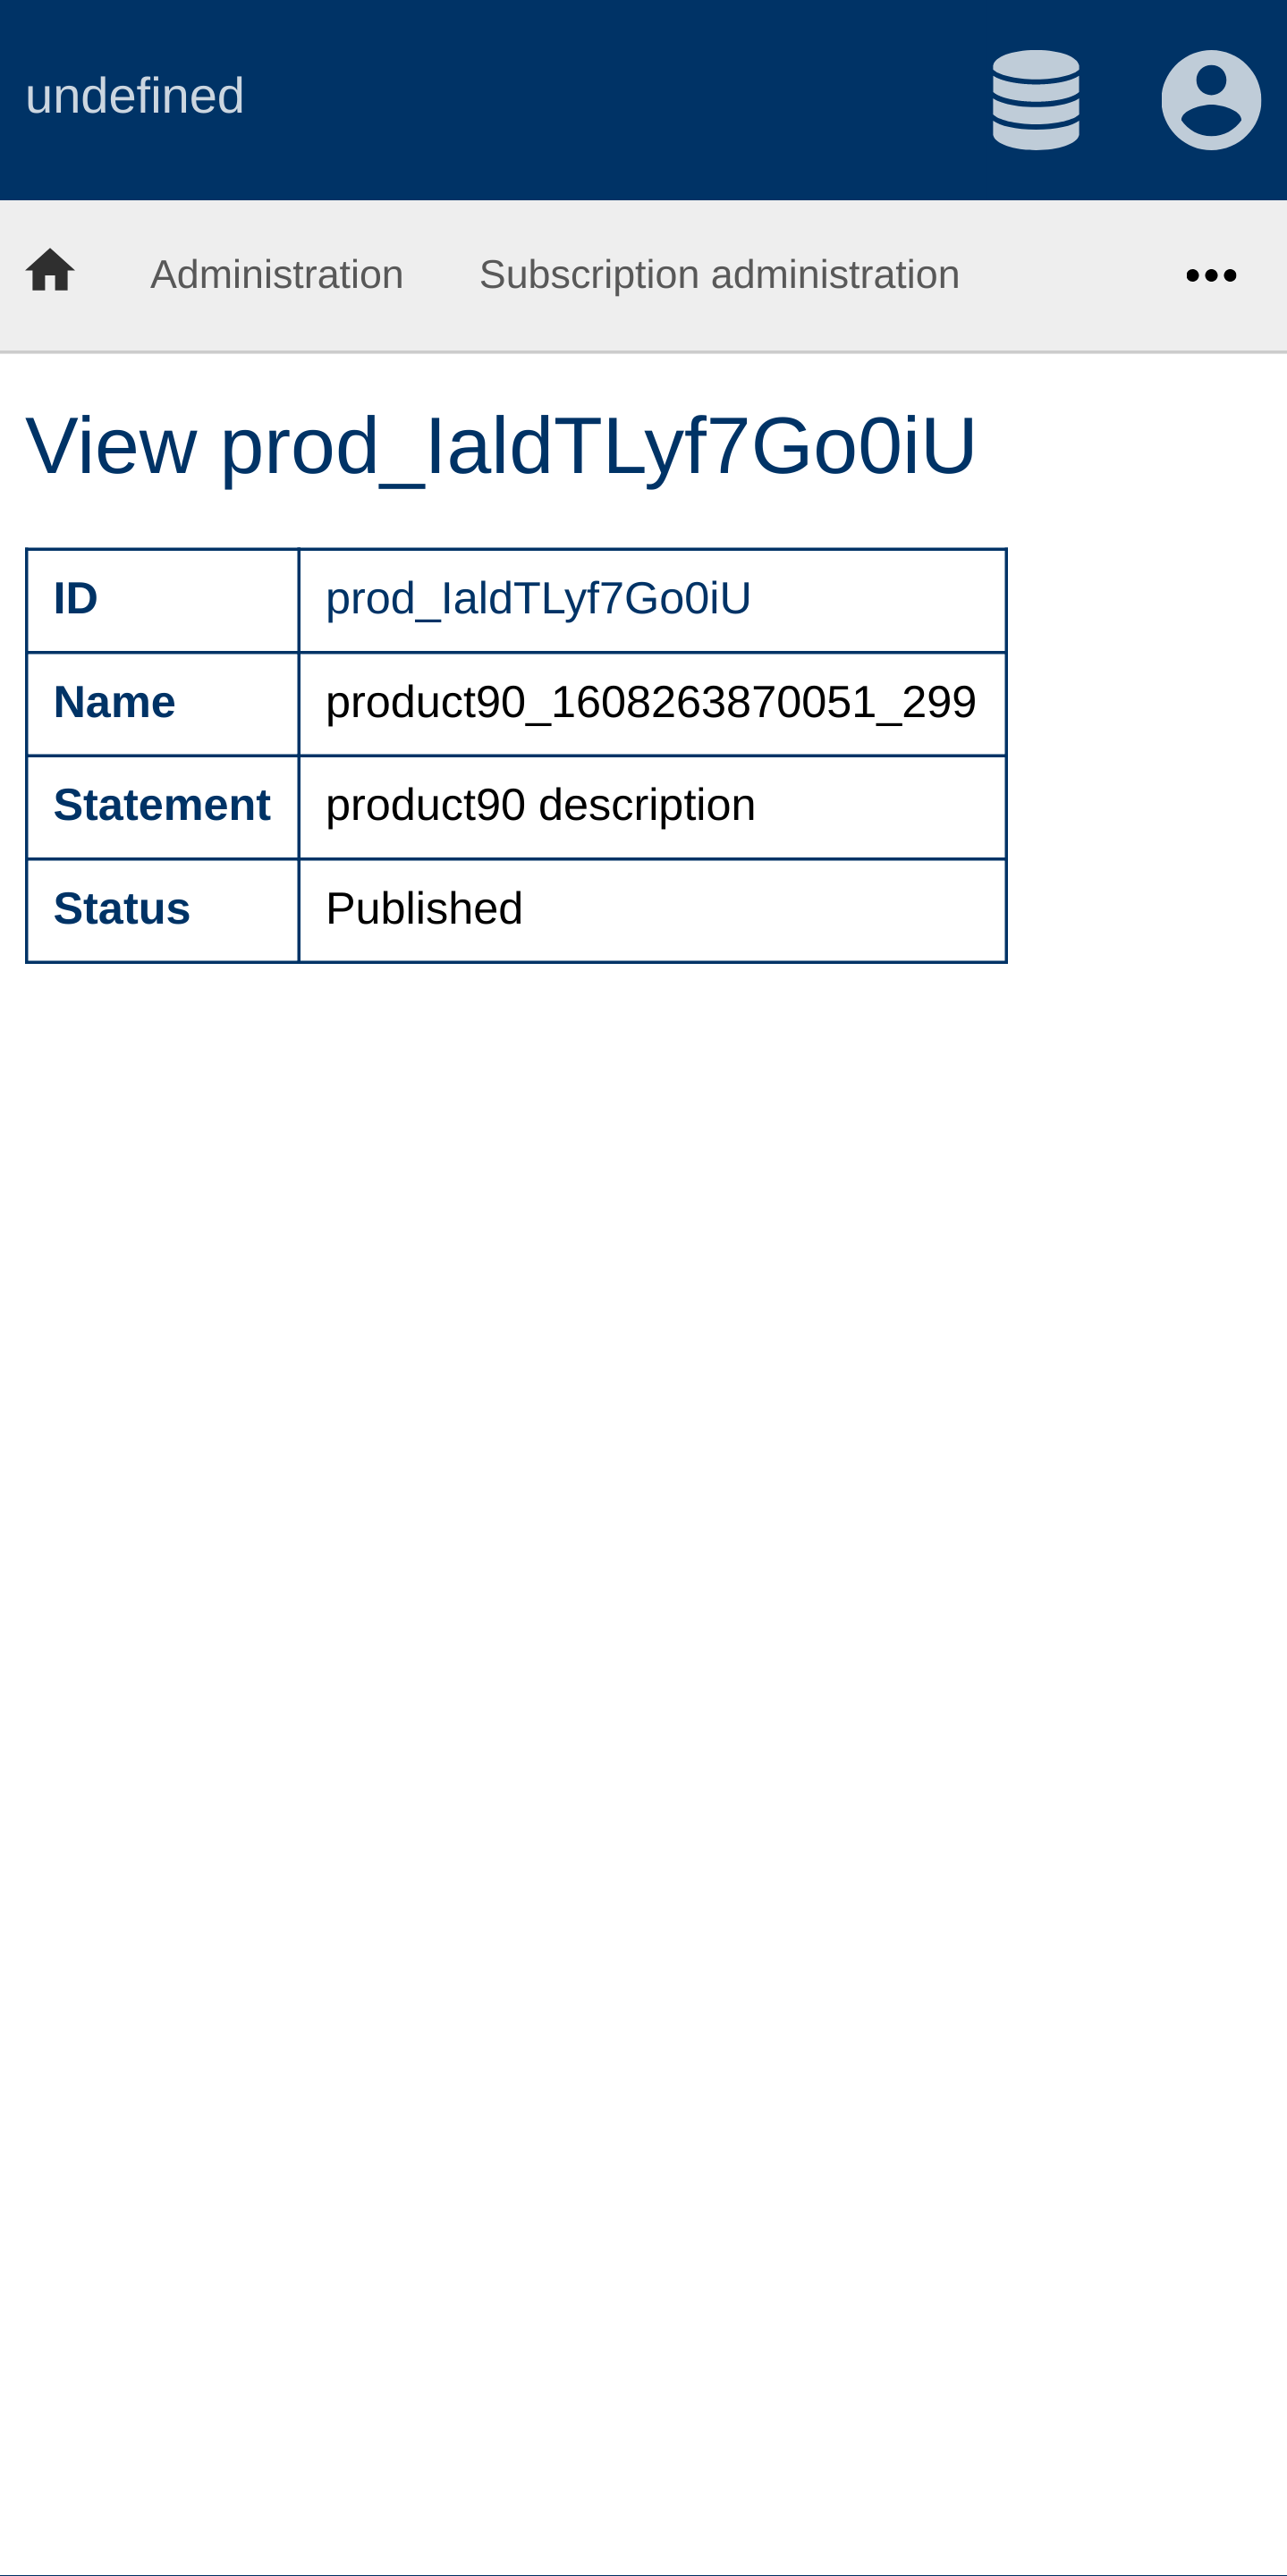 undefined
Administration Subscription administration
View prod_IaldTLyf7Go0iU
ID prod_IaldTLyf7Go0iU
Name product90_1608263870051_299
Statement product90 description
Status Published